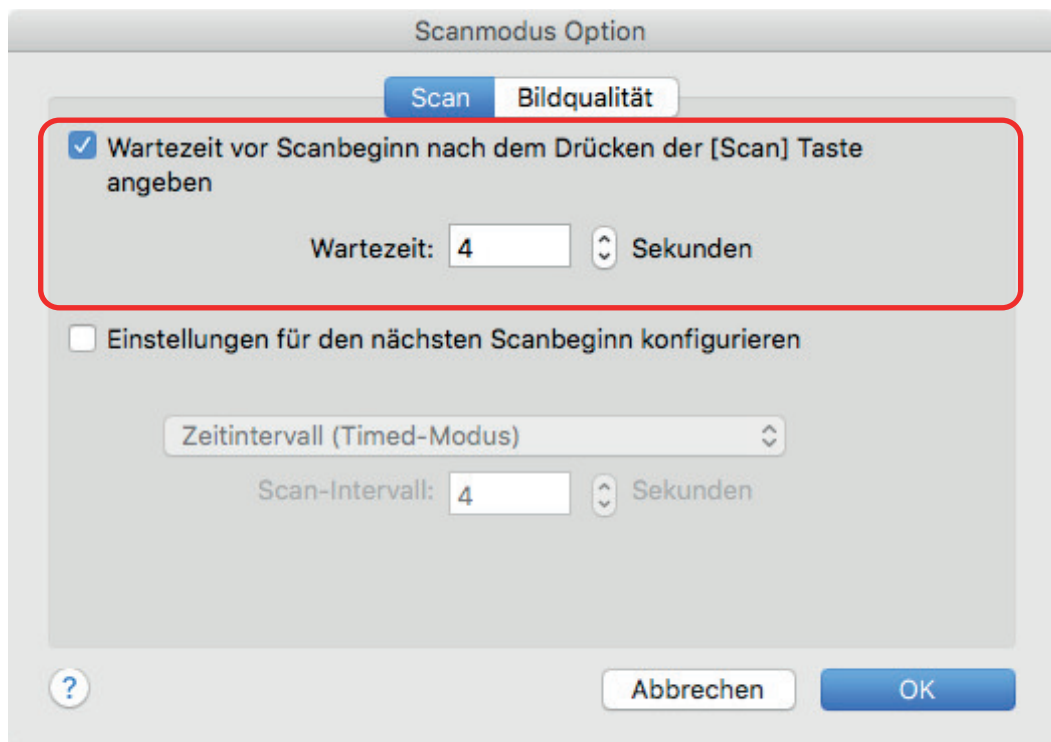 Scanmodus Option
Scan Bildqualität
Wartezeit vor Scanbeginn nach dem Drücken der [Scan] Taste
angeben
Wartezeit: 4 Sekunden
Einstellungen für den nächsten Scanbeginn konfigurieren
Zeitintervall (Timed-Modus)
Scan-Intervall: 4 Sekunden
? Abbrechen OK